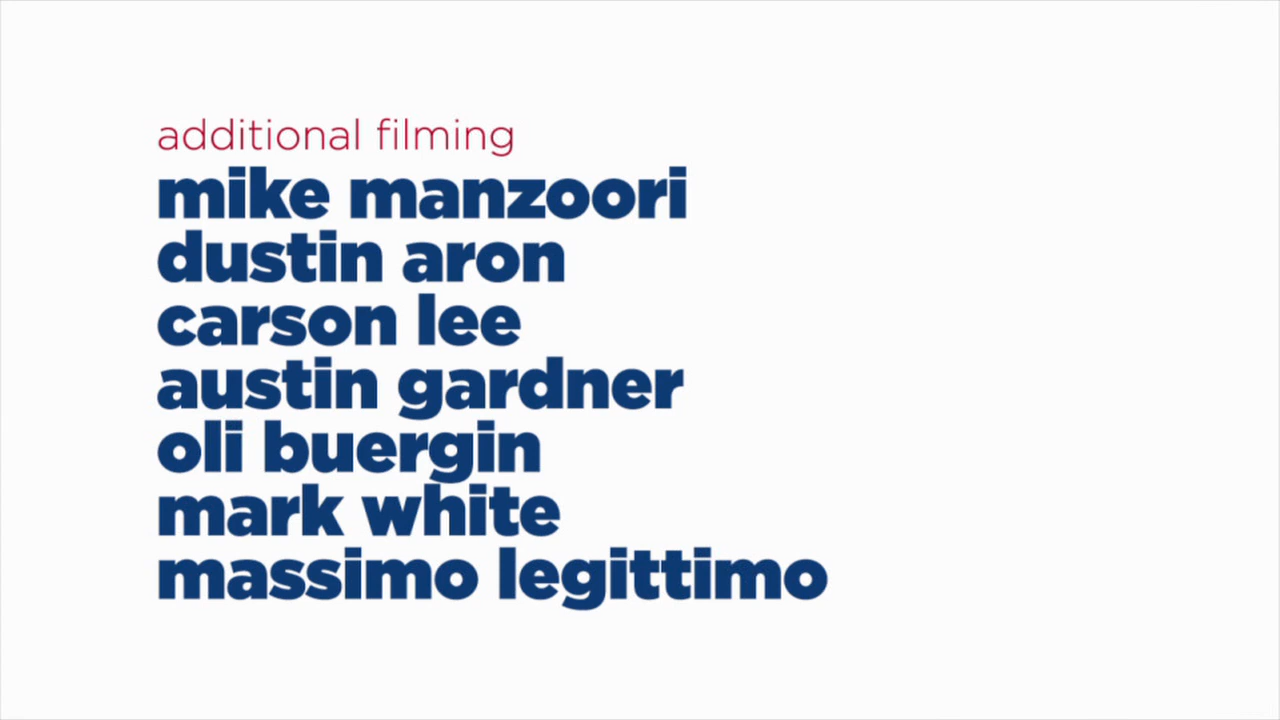 additional filming
mike manzoori
dustin aron
carson lee
austin gardner
oli buergin
mark white
massimo legittimo